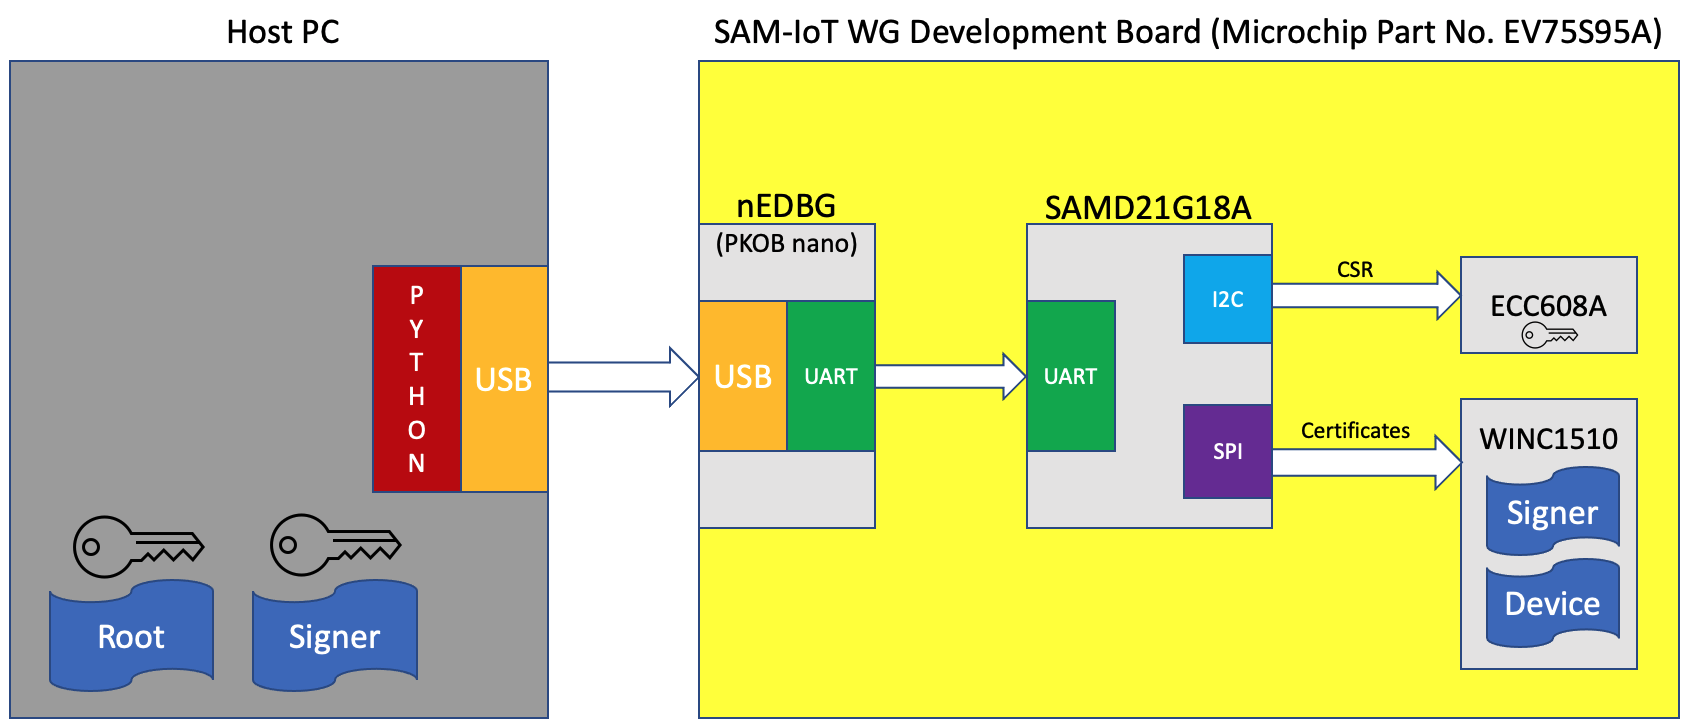 Host PC
SAM-IoT WG Development Board (Microchip Part No. EV75S95A)
PYTHON
USB
Root
Signer
nEDBG
(PKOB nano)
USB
UART
SAMD21G18A
UART
I2C
SPI
CSR
Certificates
ECC608A
WINC1510
Signer
Device